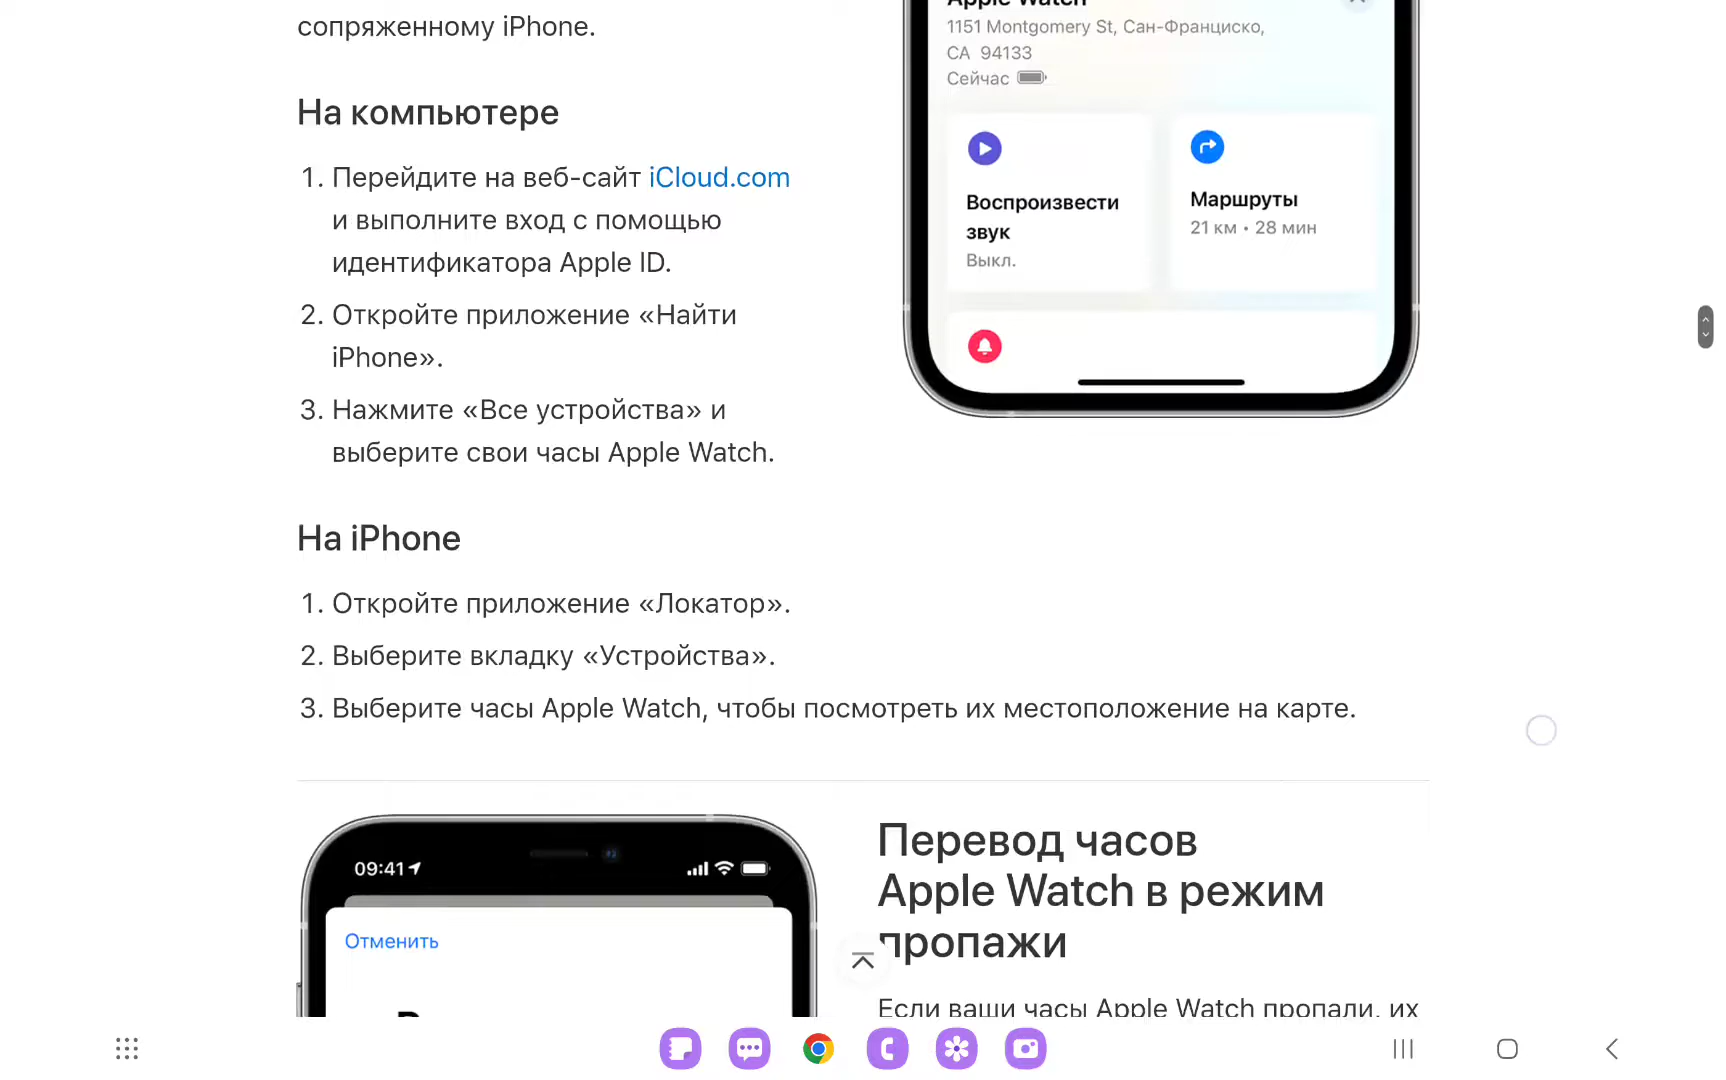 сопряженному iPhone.
На компьютере
1. Перейдите на веб-сайт iCloud.com
и выполните вход с помощью
идентификатора Apple ID.
2. Откройте приложение «Найти
iPhone».
3. Нажмите «Все устройства» и
выберите свои часы Apple Watch.
Apple Watch
1151 Montgomery St, Сан-Франциско,
CA 94133
Сейчас
Воспроизвести
звук
Выкл.
Маршруты
21 км • 28 мин
На iPhone
1. Откройте приложение «Локатор».
2. Выберите вкладку «Устройства».
3. Выберите часы Apple Watch, чтобы посмотреть их местоположение на карте.
09:41
Отменить
Перевод часов
Apple Watch в режим
пропажи
Если ваши часы Apple Watch пропали, их